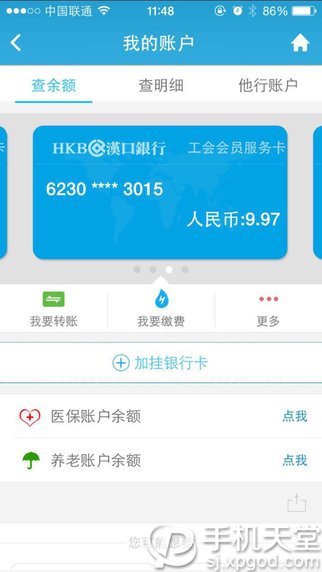 中国联通 11:48 86%
我的账户
查余额 查明细 他行账户
HKB 漢口銀行 工会会员服务卡
6230 **** 3015
人民币:9.97
我要转账 我要缴费 更多
加挂银行卡
医保账户余额 点我
养老账户余额 点我
您可能想要
手机天堂
sj.xpgod.com